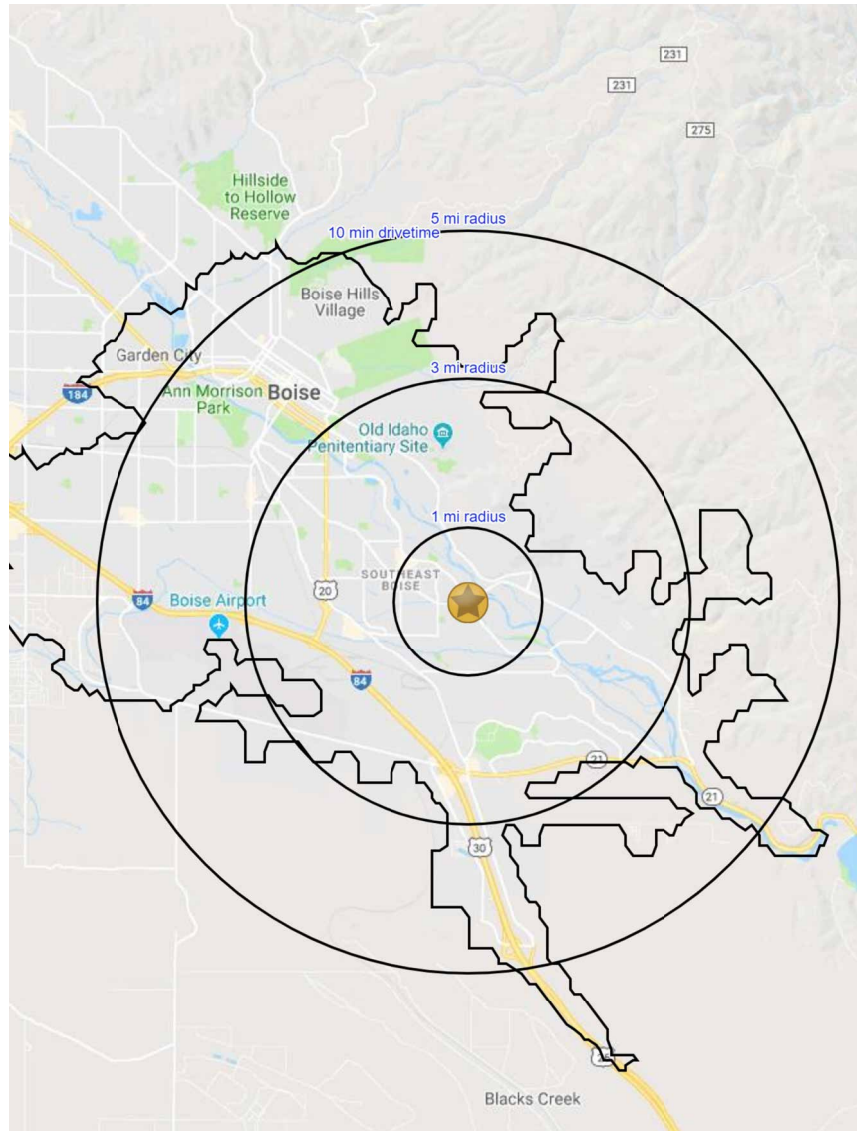 231
231
275
Hillside
to Hollow
Reserve
5 mi radius
10 min drivetime
Boise Hills
Village
Garden City
3 mi radius
184
Ann Morrison
Park
Boise
Old Idaho
Penitentiary Site
1 mi radius
SOUTHEAST
BOISE
20
84
Boise Airport
84
21
21
30
Blacks Creek